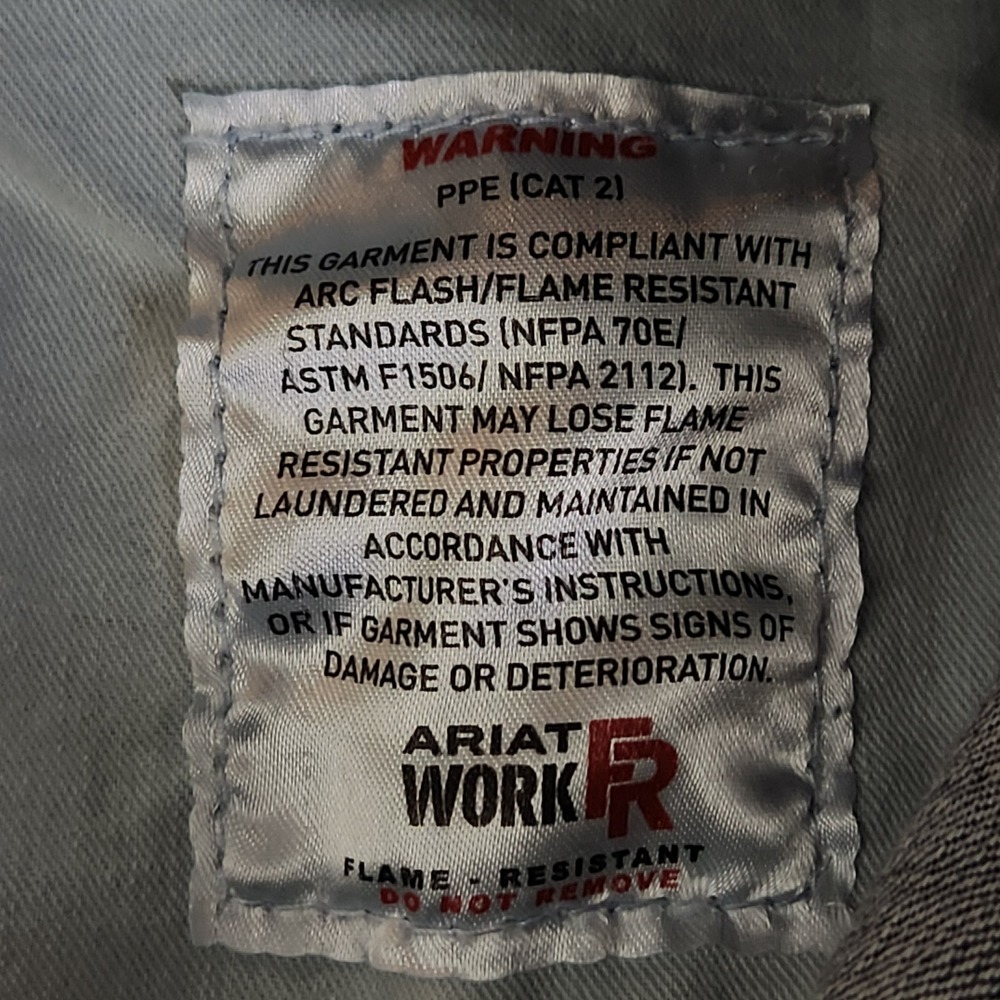 WARNING
PPE (CAT 2)
THIS GARMENT IS COMPLIANT WITH
ARC FLASH/FLAME RESISTANT
STANDARDS (NFPA 70E/
ASTM F1506/ NFPA 2112). THIS
GARMENT MAY LOSE FLAME
RESISTANT PROPERTIES IF NOT
LAUNDERED AND MAINTAINED IN
ACCORDANCE WITH
MANUFACTURER'S INSTRUCTIONS,
OR IF GARMENT SHOWS SIGNS OF
DAMAGE OR DETERIORATION.
ARIAT
WORK FR
FLAME - RESISTANT
DO NOT REMOVE